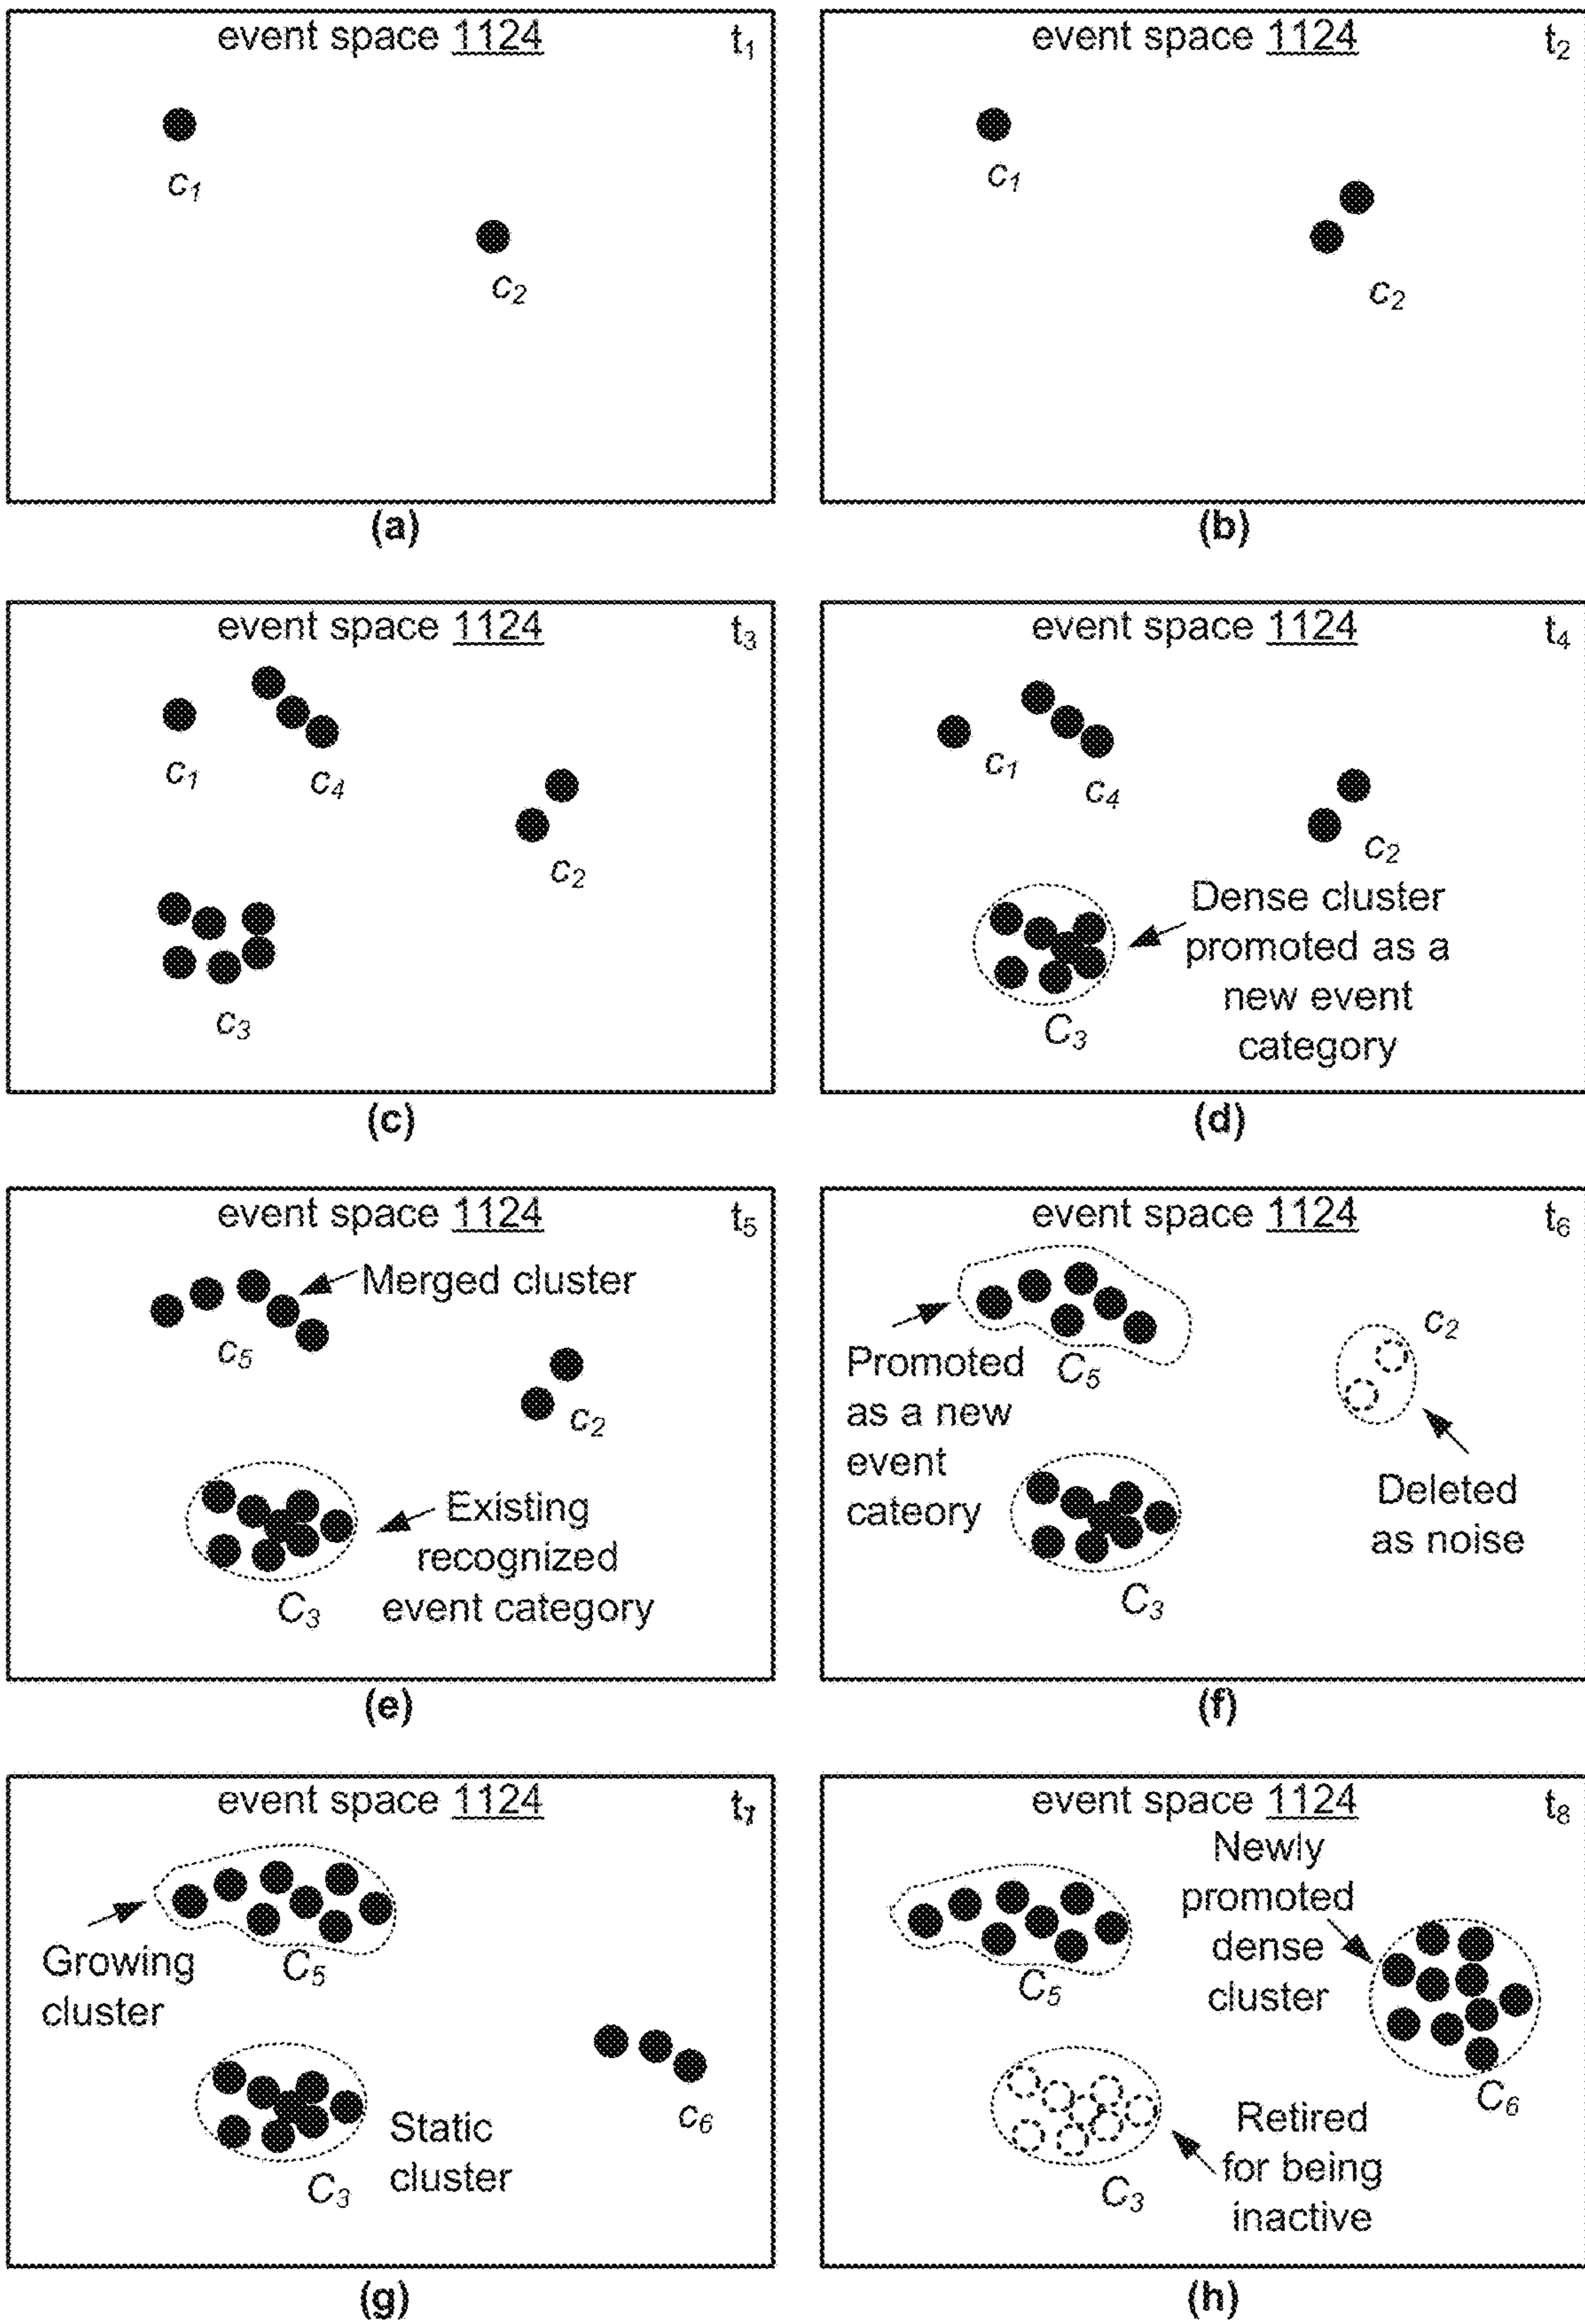 event space 1124 t1
c1
c2
(a)
event space 1124 t2
c1
c2
(b)
event space 1124 t3
c1
c4
c2
c3
(c)
event space 1124 t4
c1
c4
c2
Dense cluster
promoted as a
new event
category
C3
(d)
event space 1124 t5
Merged cluster
c5
c2
Existing
recognized
event category
C3
(e)
event space 1124 t6
c2
Promoted
as a new
event
cateory
C5
Deleted
as noise
C3
(f)
event space 1124 t7
Growing
cluster
C5
c6
Static
cluster
C3
(g)
event space 1124 t8
Newly
promoted
dense
cluster
C5
C6
Retired
for being
inactive
C3
(h)